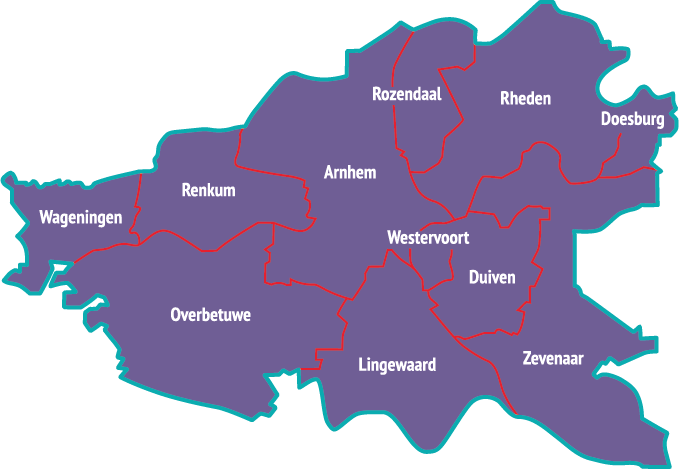 Rozendaal
Rheden
Doesburg
Arnhem
Renkum
Wageningen
Westervoort
Duiven
Overbetuwe
Zevenaar
Lingewaard